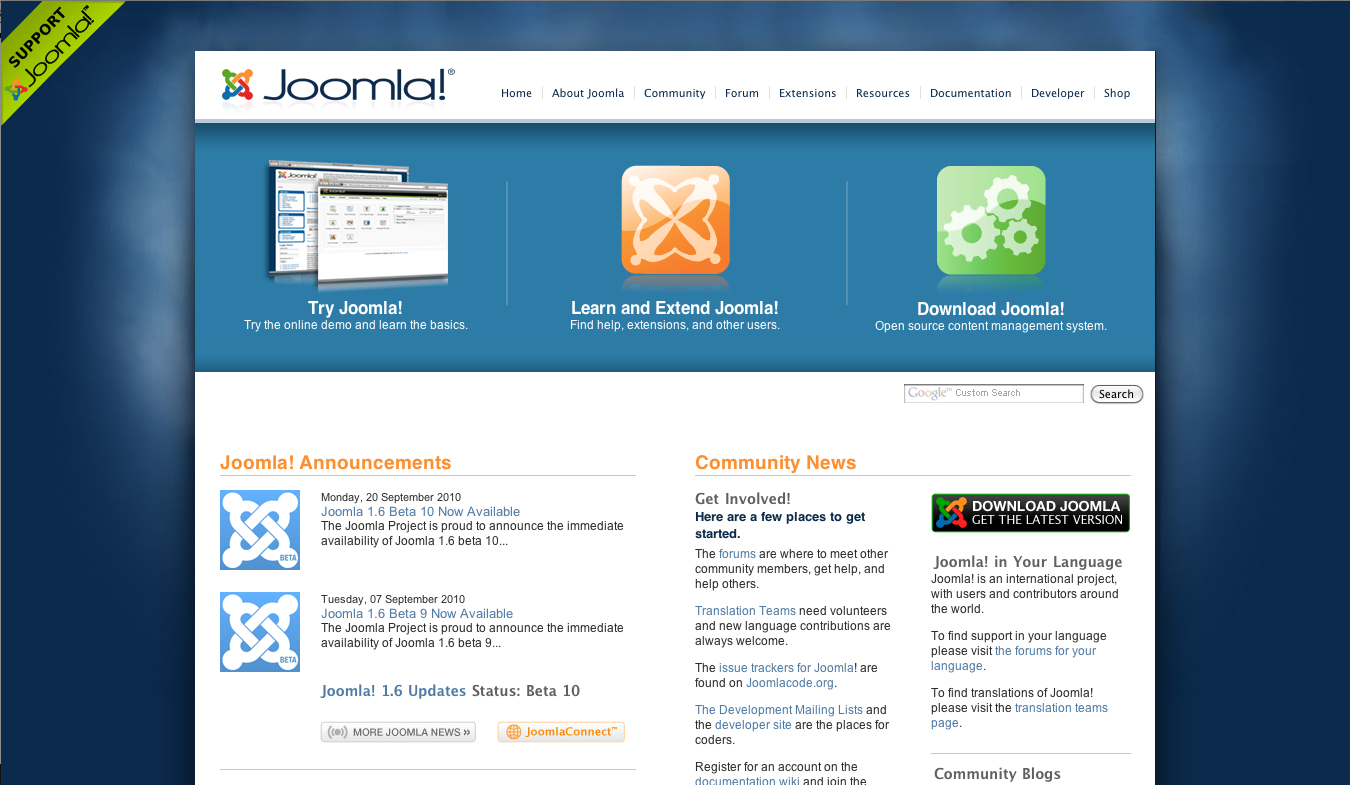 SUPPORT
Joomla!™
Joomla!®
Home
About Joomla
Community
Forum
Extensions
Resources
Documentation
Developer
Shop
Try Joomla!
Try the online demo and learn the basics.
Learn and Extend Joomla!
Find help, extensions, and other users.
Download Joomla!
Open source content management system.
Google™ Custom Search
Search
Joomla! Announcements
Monday, 20 September 2010
Joomla 1.6 Beta 10 Now Available
The Joomla Project is proud to announce the immediate
availability of Joomla 1.6 beta 10...
BETA
Tuesday, 07 September 2010
Joomla 1.6 Beta 9 Now Available
The Joomla Project is proud to announce the immediate
availability of Joomla 1.6 beta 9...
BETA
Joomla! 1.6 Updates Status: Beta 10
MORE JOOMLA NEWS »
JoomlaConnect™
Community News
Get Involved!
Here are a few places to get
started.
The forums are where to meet other
community members, get help, and
help others.
Translation Teams need volunteers
and new language contributions are
always welcome.
The issue trackers for Joomla! are
found on Joomlacode.org.
The Development Mailing Lists and
the developer site are the places for
coders.
Register for an account on the
documentation wiki and join the
DOWNLOAD JOOMLA
GET THE LATEST VERSION
Joomla! in Your Language
Joomla! is an international project,
with users and contributors around
the world.
To find support in your language
please visit the forums for your
language.
To find translations of Joomla!
please visit the translation teams
page.
Community Blogs